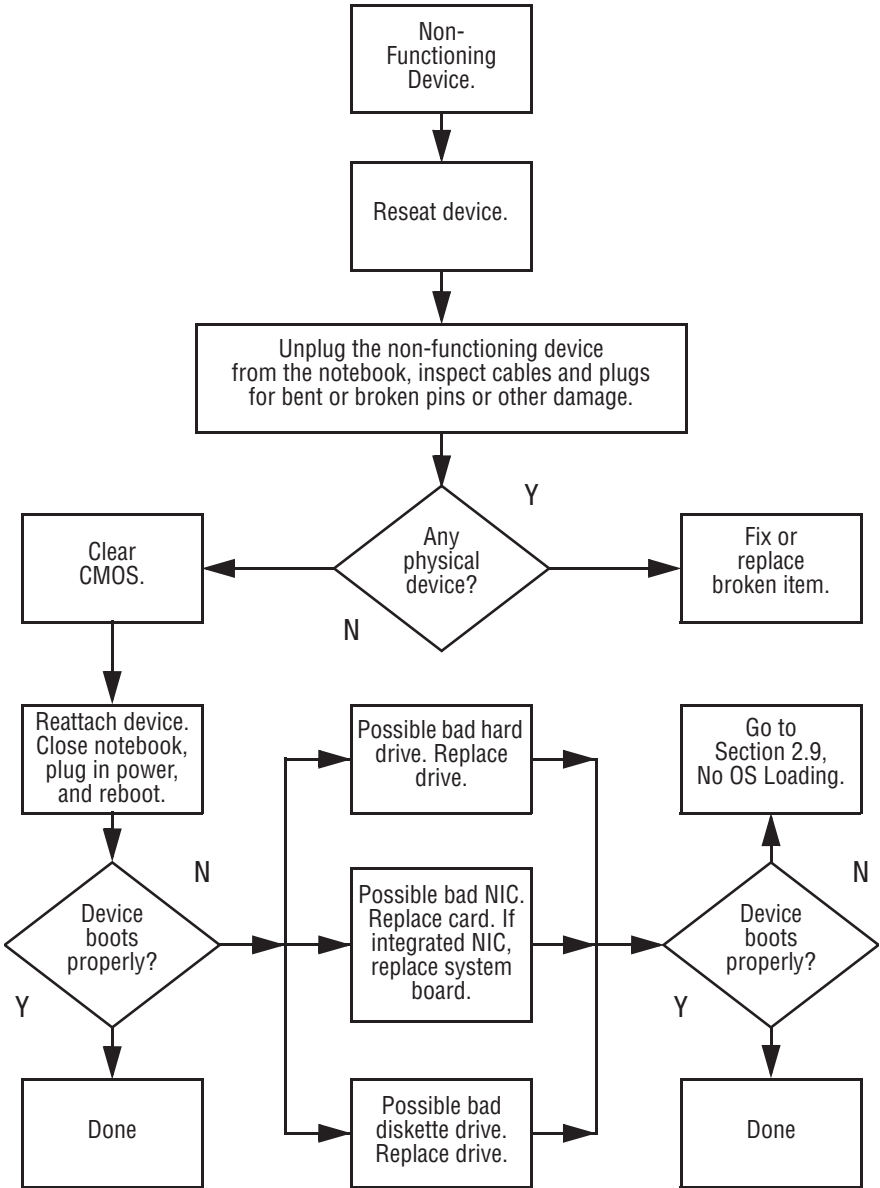 Non-
Functioning
Device.
Reseat device.
Unplug the non-functioning device
from the notebook, inspect cables and plugs
for bent or broken pins or other damage.
Y
Any
physical
device?
N
Clear
CMOS.
Fix or
replace
broken item.
Reattach device.
Close notebook,
plug in power,
and reboot.
Possible bad hard
drive. Replace
drive.
Go to
Section 2.9,
No OS Loading.
N
Device
boots
properly?
Y
Possible bad NIC.
Replace card. If
integrated NIC,
replace system
board.
N
Device
boots
properly?
Y
Done
Possible bad
diskette drive.
Replace drive.
Done